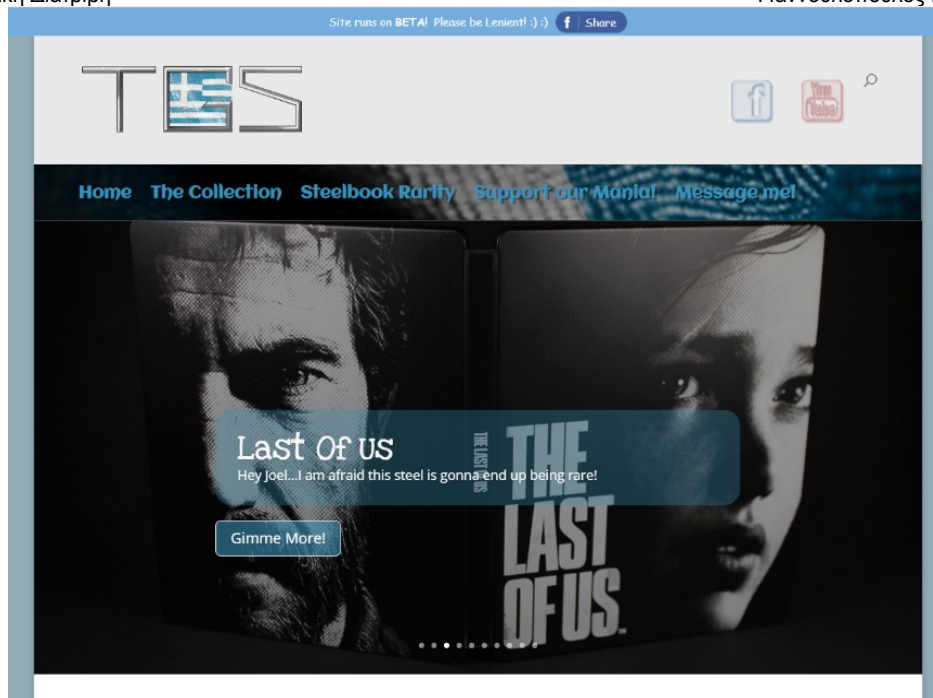 Site runs on BETA! Please be Lenient! :) :) f Share
TGS
f You Tube
Home The Collection Steelbook Rarity Support our Mania! Message me!
Last Of Us
Hey Joel...I am afraid this steel is gonna end up being rare!
THE LAST OF US
Gimme More!
THE
LAST
OF US